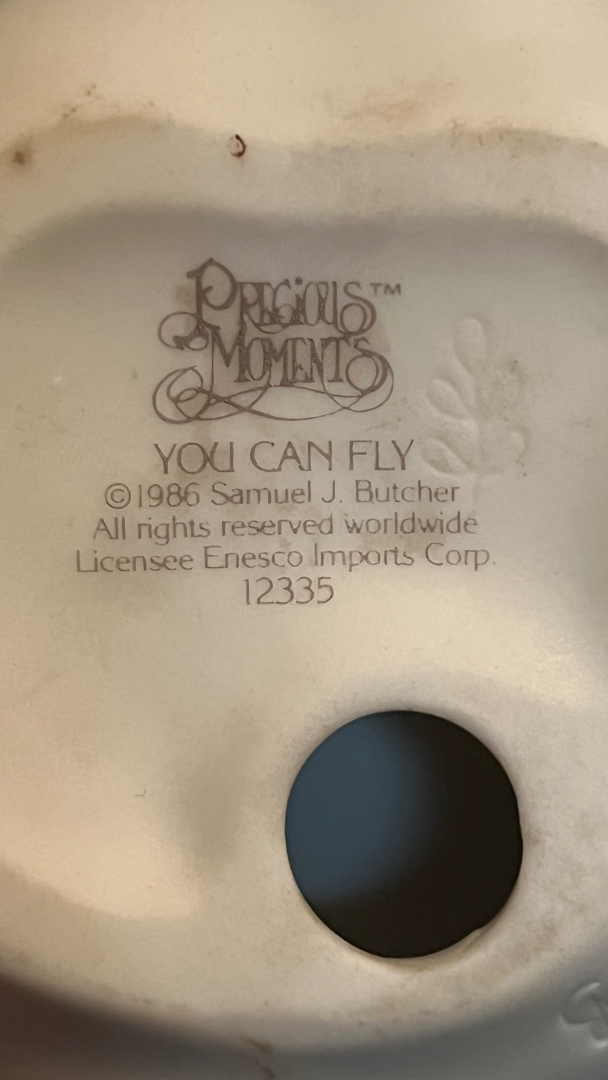 PRECIOUS™
MOMENTS
YOU CAN FLY
©1986 Samuel J. Butcher
All rights reserved worldwide
Licensee Enesco Imports Corp.
12335